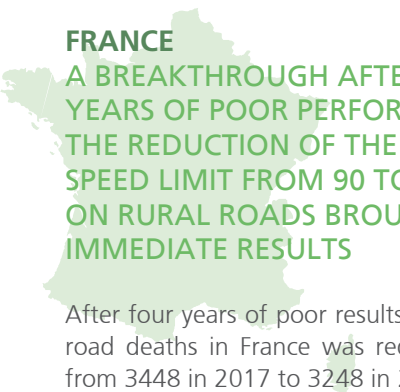 FRANCE
A BREAKTHROUGH AFTE
YEARS OF POOR PERFOR
THE REDUCTION OF THE
SPEED LIMIT FROM 90 TO
ON RURAL ROADS BROU
IMMEDIATE RESULTS
After four years of poor results
road deaths in France was rec
from 3448 in 2017 to 3248 in 2